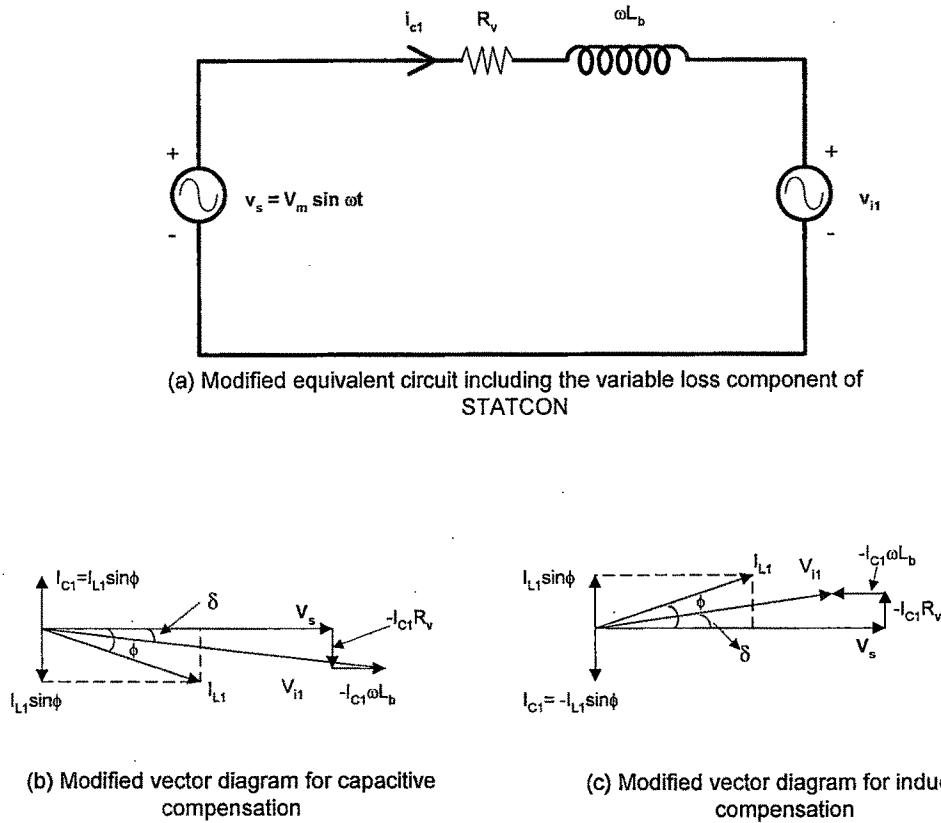 i_c1
R_v
ωL_b
+
-
v_s = V_m sin ωt
+
-
v_i1
(a) Modified equivalent circuit including the variable loss component of
STATCON
I_C1=I_L1sinϕ
δ
V_s
-I_C1R_v
ϕ
I_L1sinϕ
I_L1
V_i1
-I_C1ωL_b
I_L1sinϕ
I_L1
V_i1
-I_C1ωL_b
ϕ
-I_C1R_v
δ
V_s
I_C1= -I_L1sinϕ
(b) Modified vector diagram for capacitive
compensation
(c) Modified vector diagram for induc
compensation